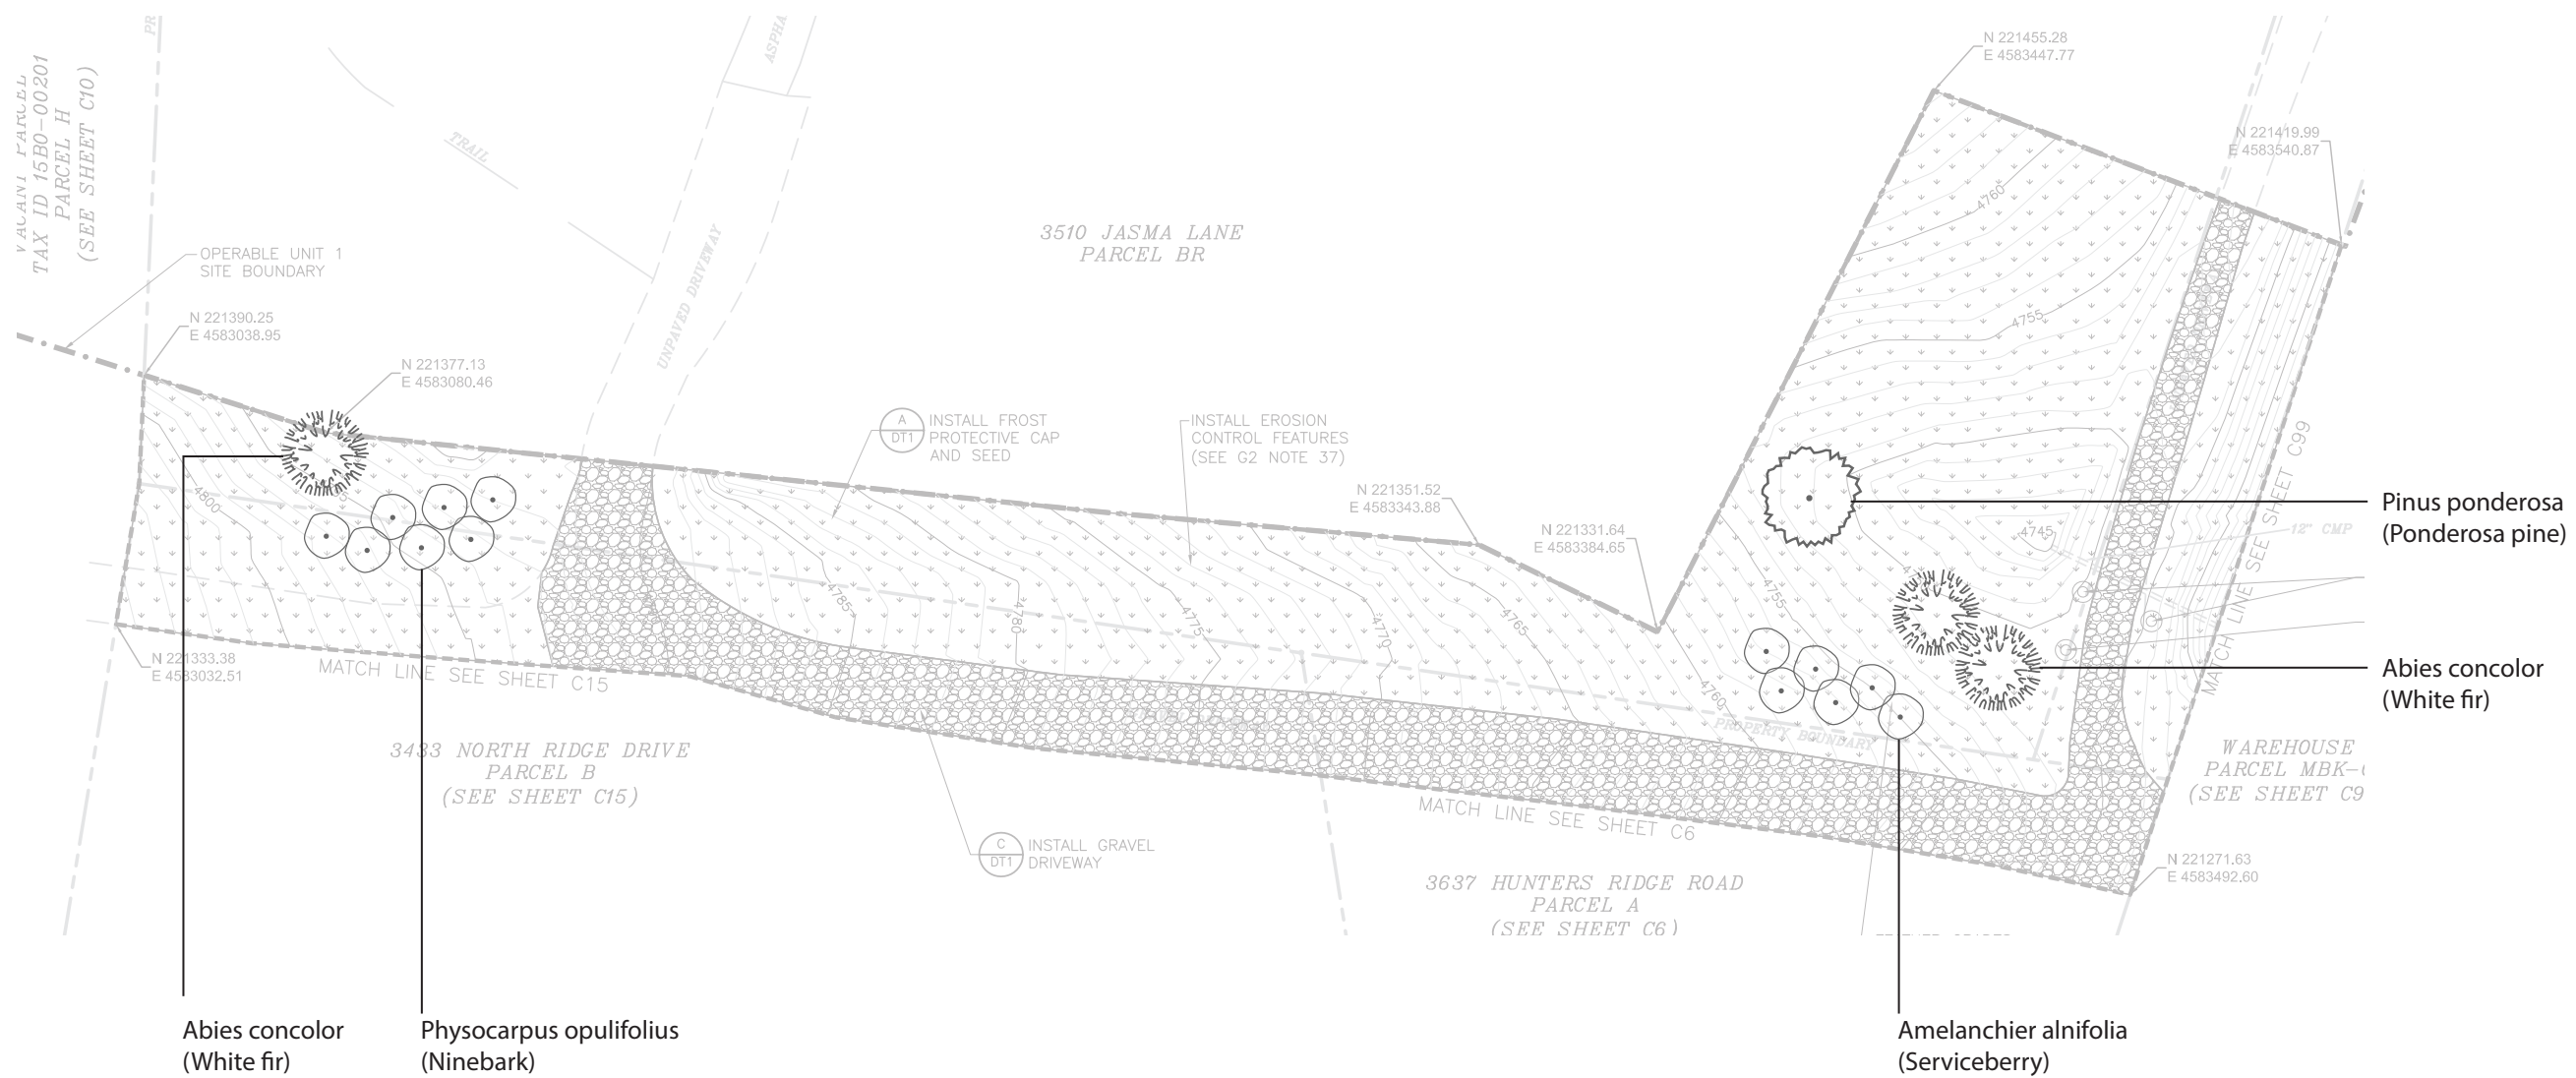 VACANT PARCEL
TAX ID 15B0-00201
PARCEL H
(SEE SHEET C10)
PR
ASPHA
TRAIL
UNPAVED DRIVEWAY
OPERABLE UNIT 1
SITE BOUNDARY
N 221390.25
E 4583038.95
N 221377.13
E 4583080.46
3510 JASMA LANE
PARCEL BR
N 221455.28
E 4583447.77
N 221419.99
E 4583540.87
4760
4755
A
DT1
INSTALL FROST
PROTECTIVE CAP
AND SEED
INSTALL EROSION
CONTROL FEATURES
(SEE G2 NOTE 37)
N 221351.52
E 4583343.88
N 221331.64
E 4583384.65
4800
4785
4780
4775
4770
4765
4760
4755
4745
12" CMP
MATCH LINE SEE SHEET C99
Pinus ponderosa
(Ponderosa pine)
Abies concolor
(White fir)
N 221333.38
E 4583032.51
MATCH LINE SEE SHEET C15
3433 NORTH RIDGE DRIVE
PARCEL B
(SEE SHEET C15)
PROPERTY BOUNDARY
MATCH LINE SEE SHEET C6
WAREHOUSE
PARCEL MBK-
(SEE SHEET C9
C
DT1
INSTALL GRAVEL
DRIVEWAY
3637 HUNTERS RIDGE ROAD
PARCEL A
(SEE SHEET C6)
N 221271.63
E 4583492.60
Abies concolor
(White fir)
Physocarpus opulifolius
(Ninebark)
Amelanchier alnifolia
(Serviceberry)